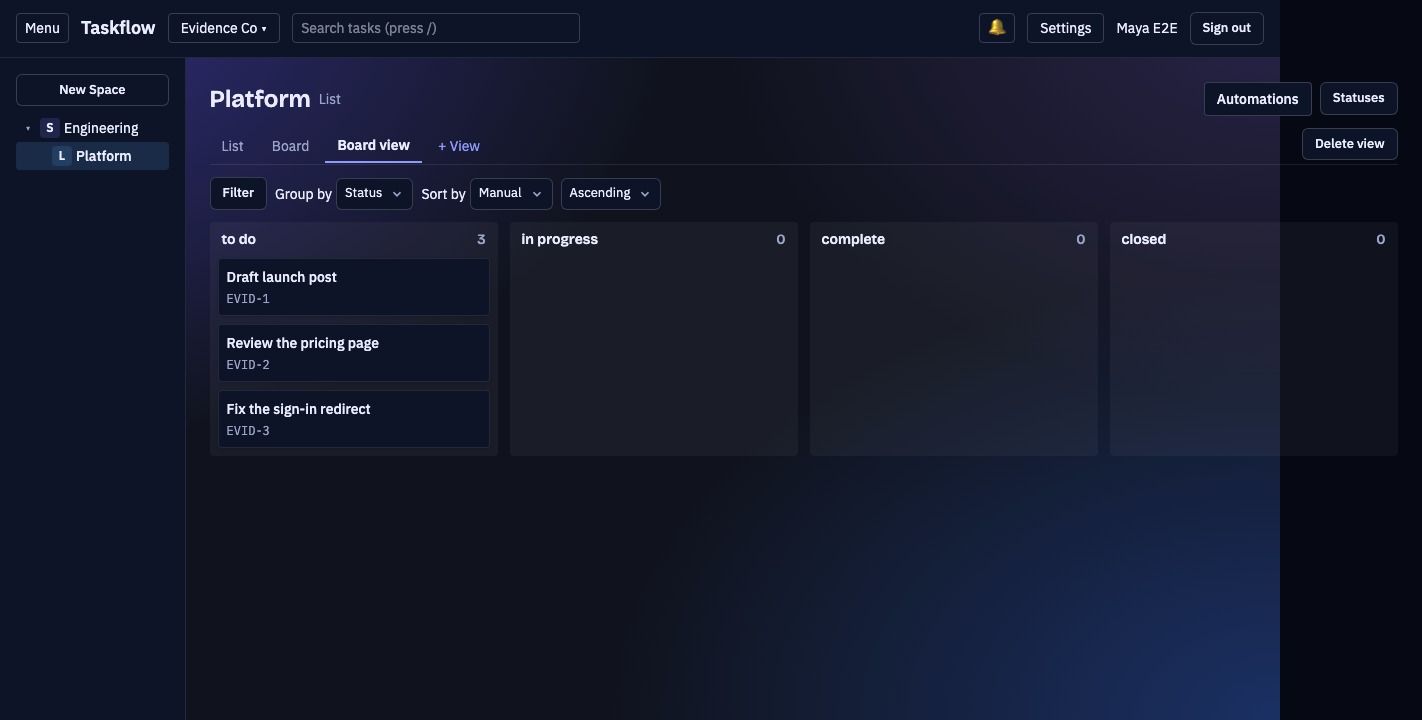 Menu Taskflow Evidence Co ▾ Search tasks (press /) Settings Maya E2E Sign out
New Space
▾ S Engineering
L Platform
Platform List Automations Statuses
List Board Board view + View Delete view
Filter Group by Status Sort by Manual Ascending
to do 3 in progress 0 complete 0 closed 0
Draft launch post
EVID-1
Review the pricing page
EVID-2
Fix the sign-in redirect
EVID-3